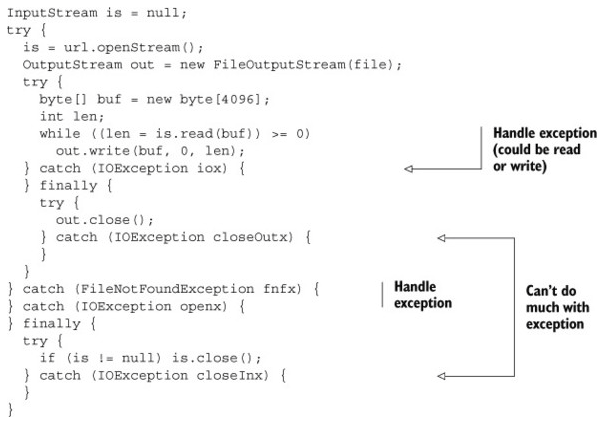 InputStream is = null;
try {
  is = url.openStream();
  OutputStream out = new FileOutputStream(file);
  try {
    byte[] buf = new byte[4096];
    int len;
    while ((len = is.read(buf)) >= 0)
      out.write(buf, 0, len);
  } catch (IOException iox) {
  } finally {
    try {
      out.close();
    } catch (IOException closeOutx) {
    }
  }
} catch (FileNotFoundException fnfx) {
} catch (IOException openx) {
} finally {
  try {
    if (is != null) is.close();
  } catch (IOException closeInx) {
  }
}
Handle exception
(could be read
or write)
Handle
exception
Can't do
much with
exception